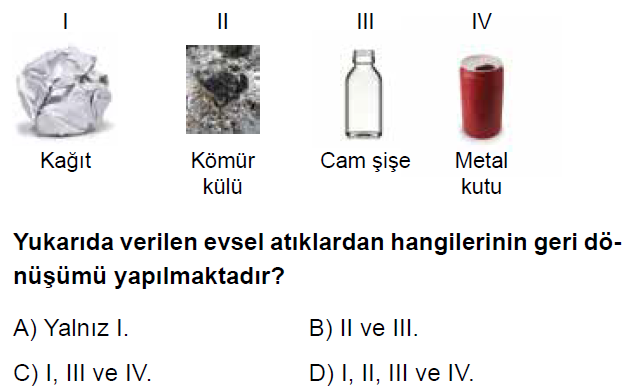 I II III IV
Kağıt Kömür külü Cam şişe Metal kutu
Yukarıda verilen evsel atıklardan hangilerinin geri dö-
nüşümü yapılmaktadır?
A) Yalnız I. B) II ve III.
C) I, III ve IV. D) I, II, III ve IV.